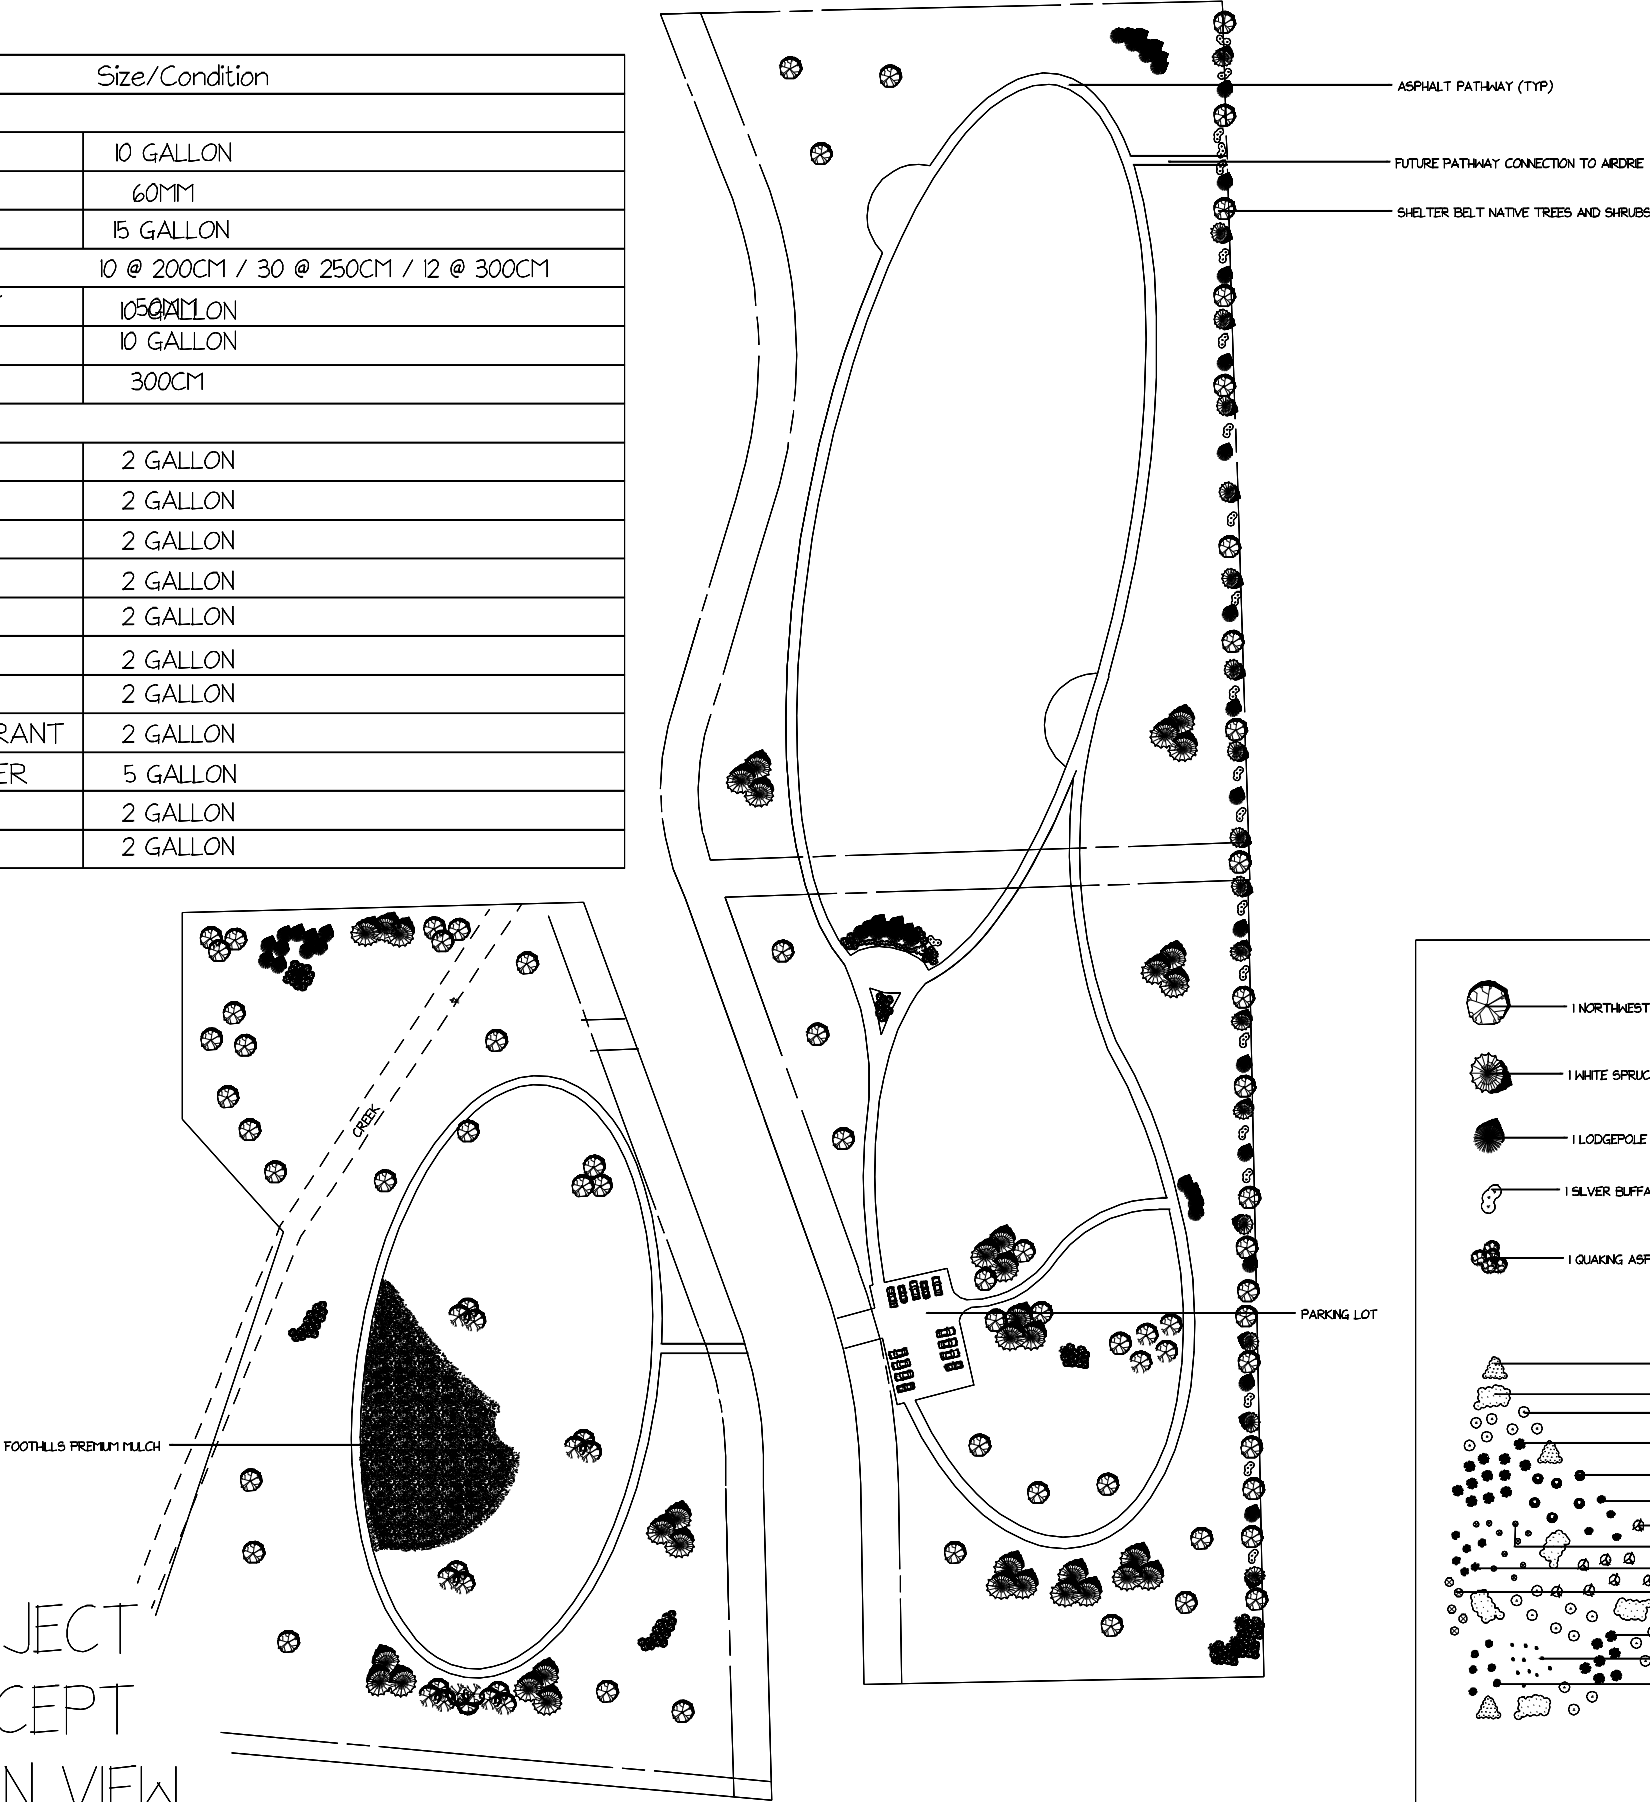 Size/Condition
10 GALLON
60MM
15 GALLON
10 @ 200CM / 30 @ 250CM / 12 @ 300CM
50MM
10 GALLON
10 GALLON
300CM
2 GALLON
2 GALLON
2 GALLON
2 GALLON
2 GALLON
2 GALLON
2 GALLON
RANT 2 GALLON
ER 5 GALLON
2 GALLON
2 GALLON
ASPHALT PATHWAY (TYP)
FUTURE PATHWAY CONNECTION TO AIRDRIE
SHELTER BELT NATIVE TREES AND SHRUBS
CREEK
1 NORTHWEST
1 WHITE SPRUC
1 LODGEPOLE
1 SILVER BUFFA
1 QUAKING ASP
PARKING LOT
FOOTHILLS PREMIUM MULCH
JECT
CEPT
N VIEW